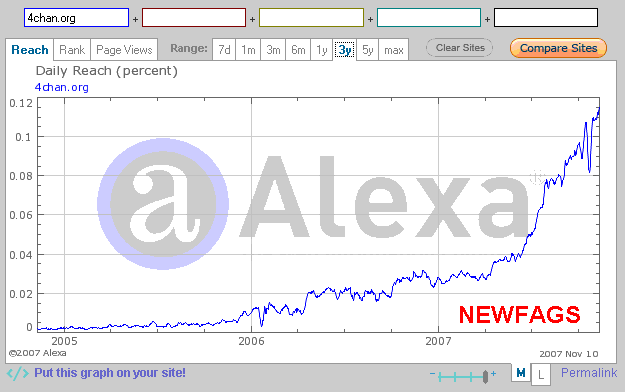 4chan.org + + + +
Reach Rank Page Views Range: 7d 1m 3m 6m 1y 3y 5y max Clear Sites Compare Sites
Daily Reach (percent)
4chan.org
0.12
0.1
0.08
0.06
0.04
0.02
0
a Alexa
NEWFAGS
2005 2006 2007
©2007 Alexa 2007 Nov 10
</> Put this graph on your site! - + M L Permalink